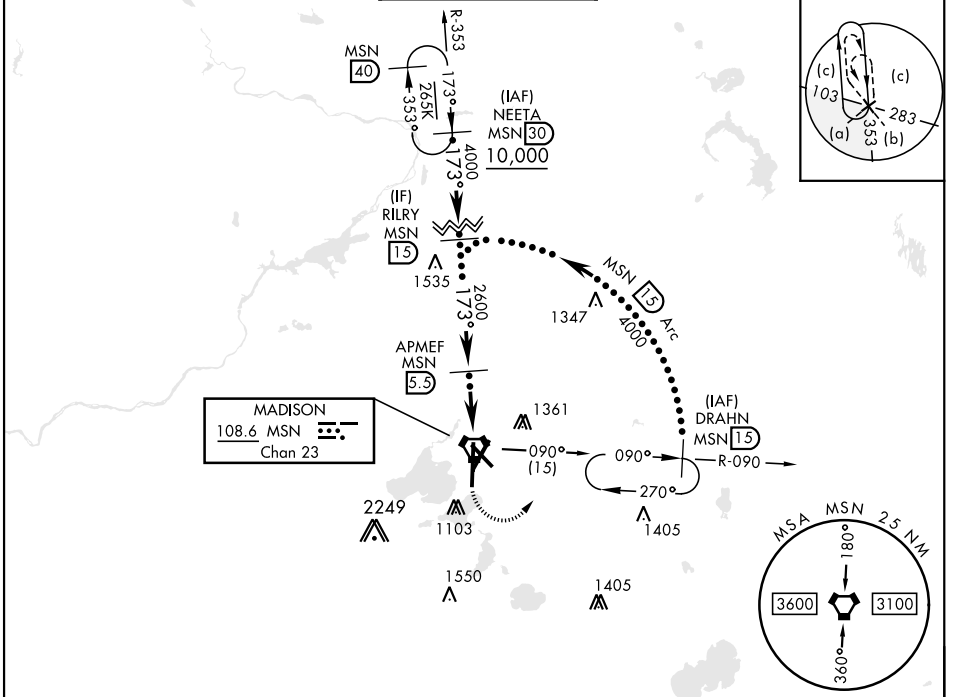 R-353
MSN
40
173°
265K
353°
(IAF)
NEETA
MSN 30
10,000
4000
173°
(c)
(c)
103
283
(a)
353
(b)
(IF)
RILRY
MSN
15
1535
2600
173°
MSN 15 Arc
4000
1347
APMEF
MSN
5.5
(IAF)
DRAHN
MSN 15
MADISON
108.6 MSN
Chan 23
1361
090°
(15)
090°
R-090
270°
2249
1103
1405
1550
1405
MSA MSN 25 NM
180°
3600
3100
360°